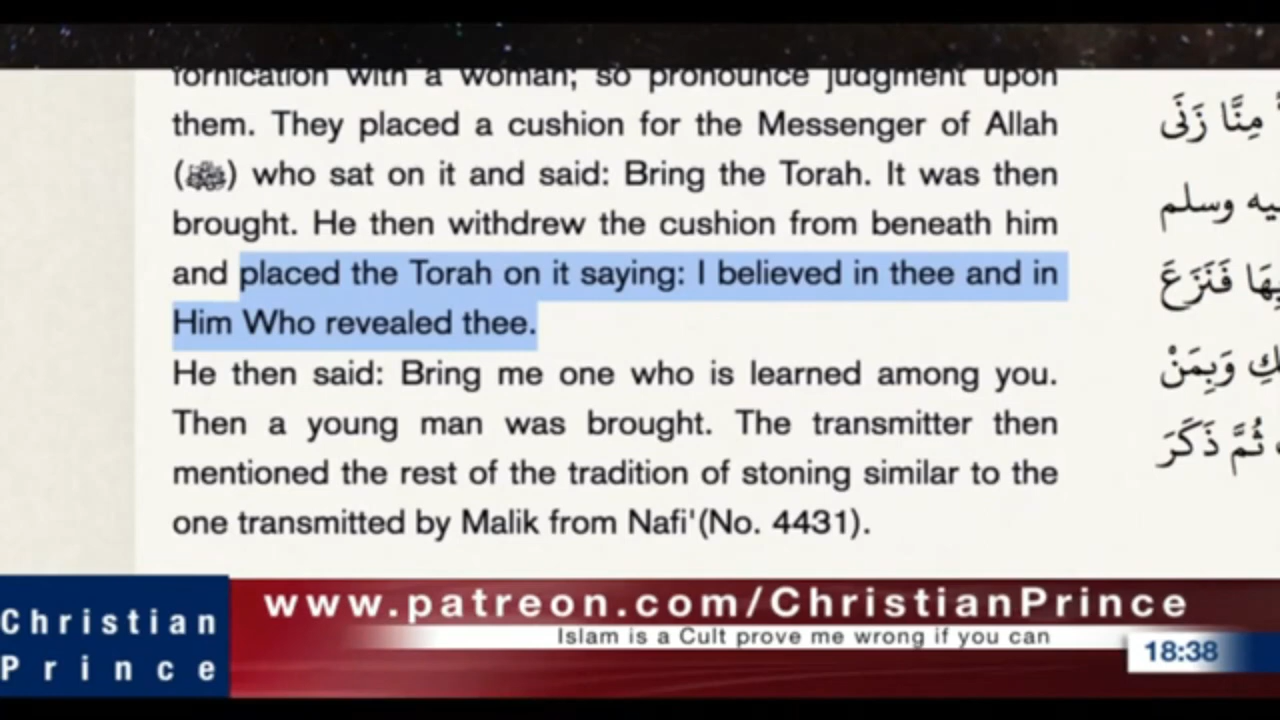 fornication with a woman; so pronounce judgment upon
them. They placed a cushion for the Messenger of Allah
(ﷺ) who sat on it and said: Bring the Torah. It was then
brought. He then withdrew the cushion from beneath him
and placed the Torah on it saying: I believed in thee and in
Him Who revealed thee.
He then said: Bring me one who is learned among you.
Then a young man was brought. The transmitter then
mentioned the rest of the tradition of stoning similar to the
one transmitted by Malik from Nafi'(No. 4431).
مِنَّا زَنَى
يه وسلم
يهَا فَنَزَعَ
كِ وَبِمَنْ
ثُمَّ ذَكَرَ
Christian
Prince
www.patreon.com/ChristianPrince
Islam is a Cult prove me wrong if you can
18:38